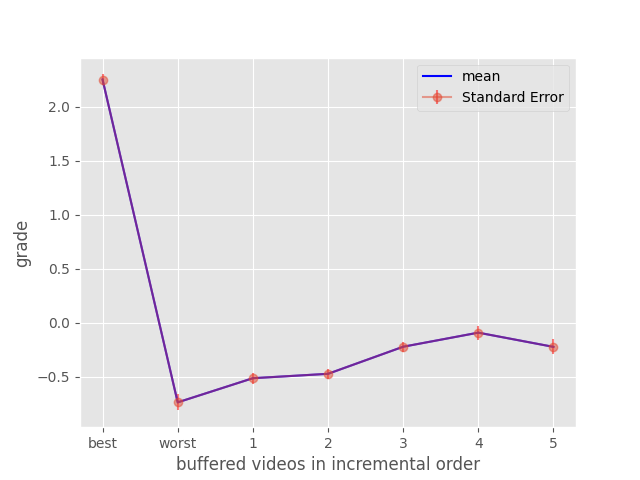 mean
Standard Error
grade
2.0
1.5
1.0
0.5
0.0
−0.5
best worst 1 2 3 4 5
buffered videos in incremental order